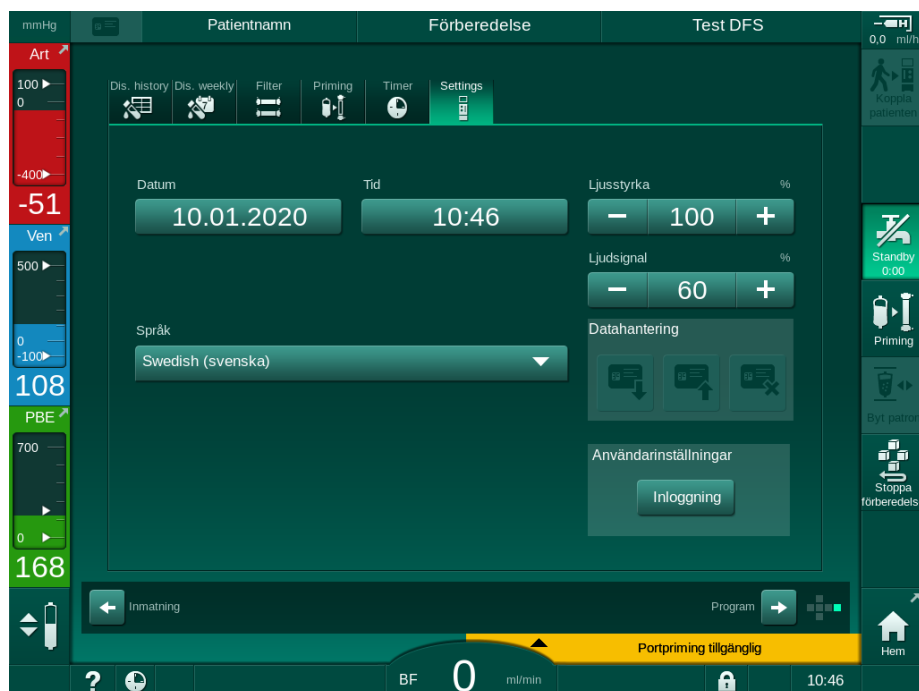 mmHg
Patientnamn
Förberedelse
Test DFS
0,0 ml/h
Art
100
0
-400
-51
Ven
500
0
-100
108
PBE
700
0
168
Dis. history
Dis. weekly
Filter
Priming
Timer
Settings
Datum
10.01.2020
Tid
10:46
Ljusstyrka %
− 100 +
Ljudsignal %
− 60 +
Språk
Swedish (svenska)
Datahantering
Användarinställningar
Inloggning
Inmatning
Program
Portpriming tillgänglig
? BF 0 ml/min 10:46
Koppla
patienten
Standby
0:00
Priming
Byt patron
Stoppa
förberedels
Hem